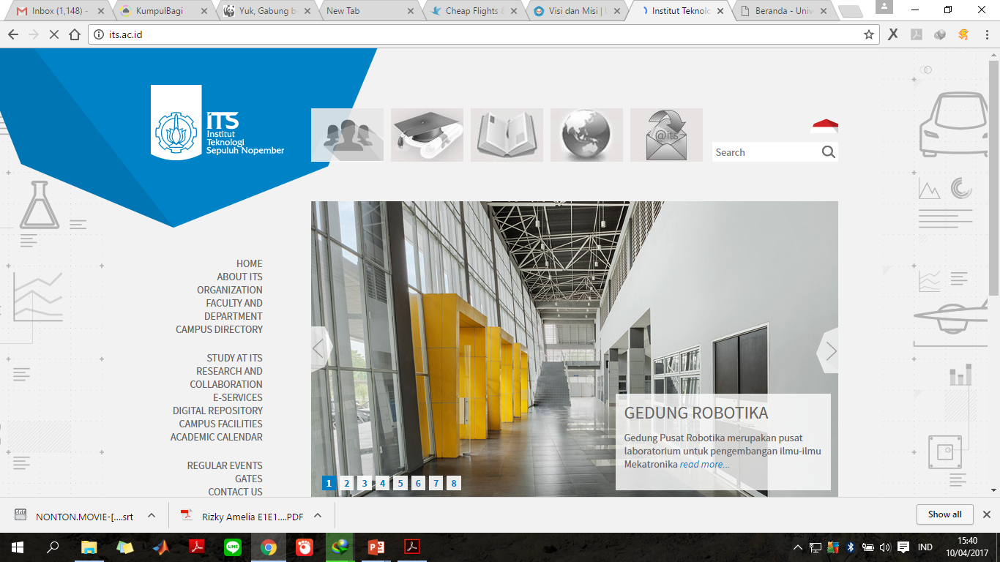 Inbox (1,148) -
KumpulBagi
Yuk, Gabung b
New Tab
Cheap Flights &
Visi dan Misi | U
Institut Teknolo
Beranda - Univ
its.ac.id
iTS
Institut
Teknologi
Sepuluh Nopember
@its
Search
HOME
ABOUT ITS
ORGANIZATION
FACULTY AND
DEPARTMENT
CAMPUS DIRECTORY
STUDY AT ITS
RESEARCH AND
COLLABORATION
E-SERVICES
DIGITAL REPOSITORY
CAMPUS FACILITIES
ACADEMIC CALENDAR
REGULAR EVENTS
GATES
CONTACT US
GEDUNG ROBOTIKA
Gedung Pusat Robotika merupakan pusat
laboratorium untuk pengembangan ilmu-ilmu
Mekatronika read more...
1 2 3 4 5 6 7 8
SRT
NONTON.MOVIE-[....srt
Rizky Amelia E1E1....PDF
Show all
LINE
IND
15:40
10/04/2017